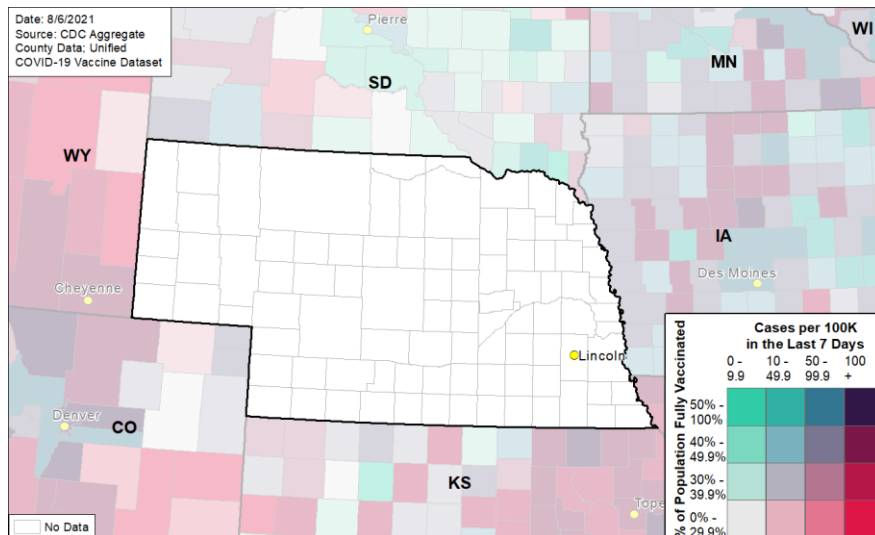 Date: 8/6/2021
Source: CDC Aggregate
County Data; Unified
COVID-19 Vaccine Dataset
Pierre
WI
MN
SD
WY
IA
Des Moines
Cheyenne
Lincoln
Denver
CO
KS
No Data
Cases per 100K
in the Last 7 Days
0 - 10 - 50 - 100
9.9 49.9 99.9 +
% of Population Fully Vaccinated
50% -
100%
40% -
49.9%
30% -
39.9%
0% -
29.9%